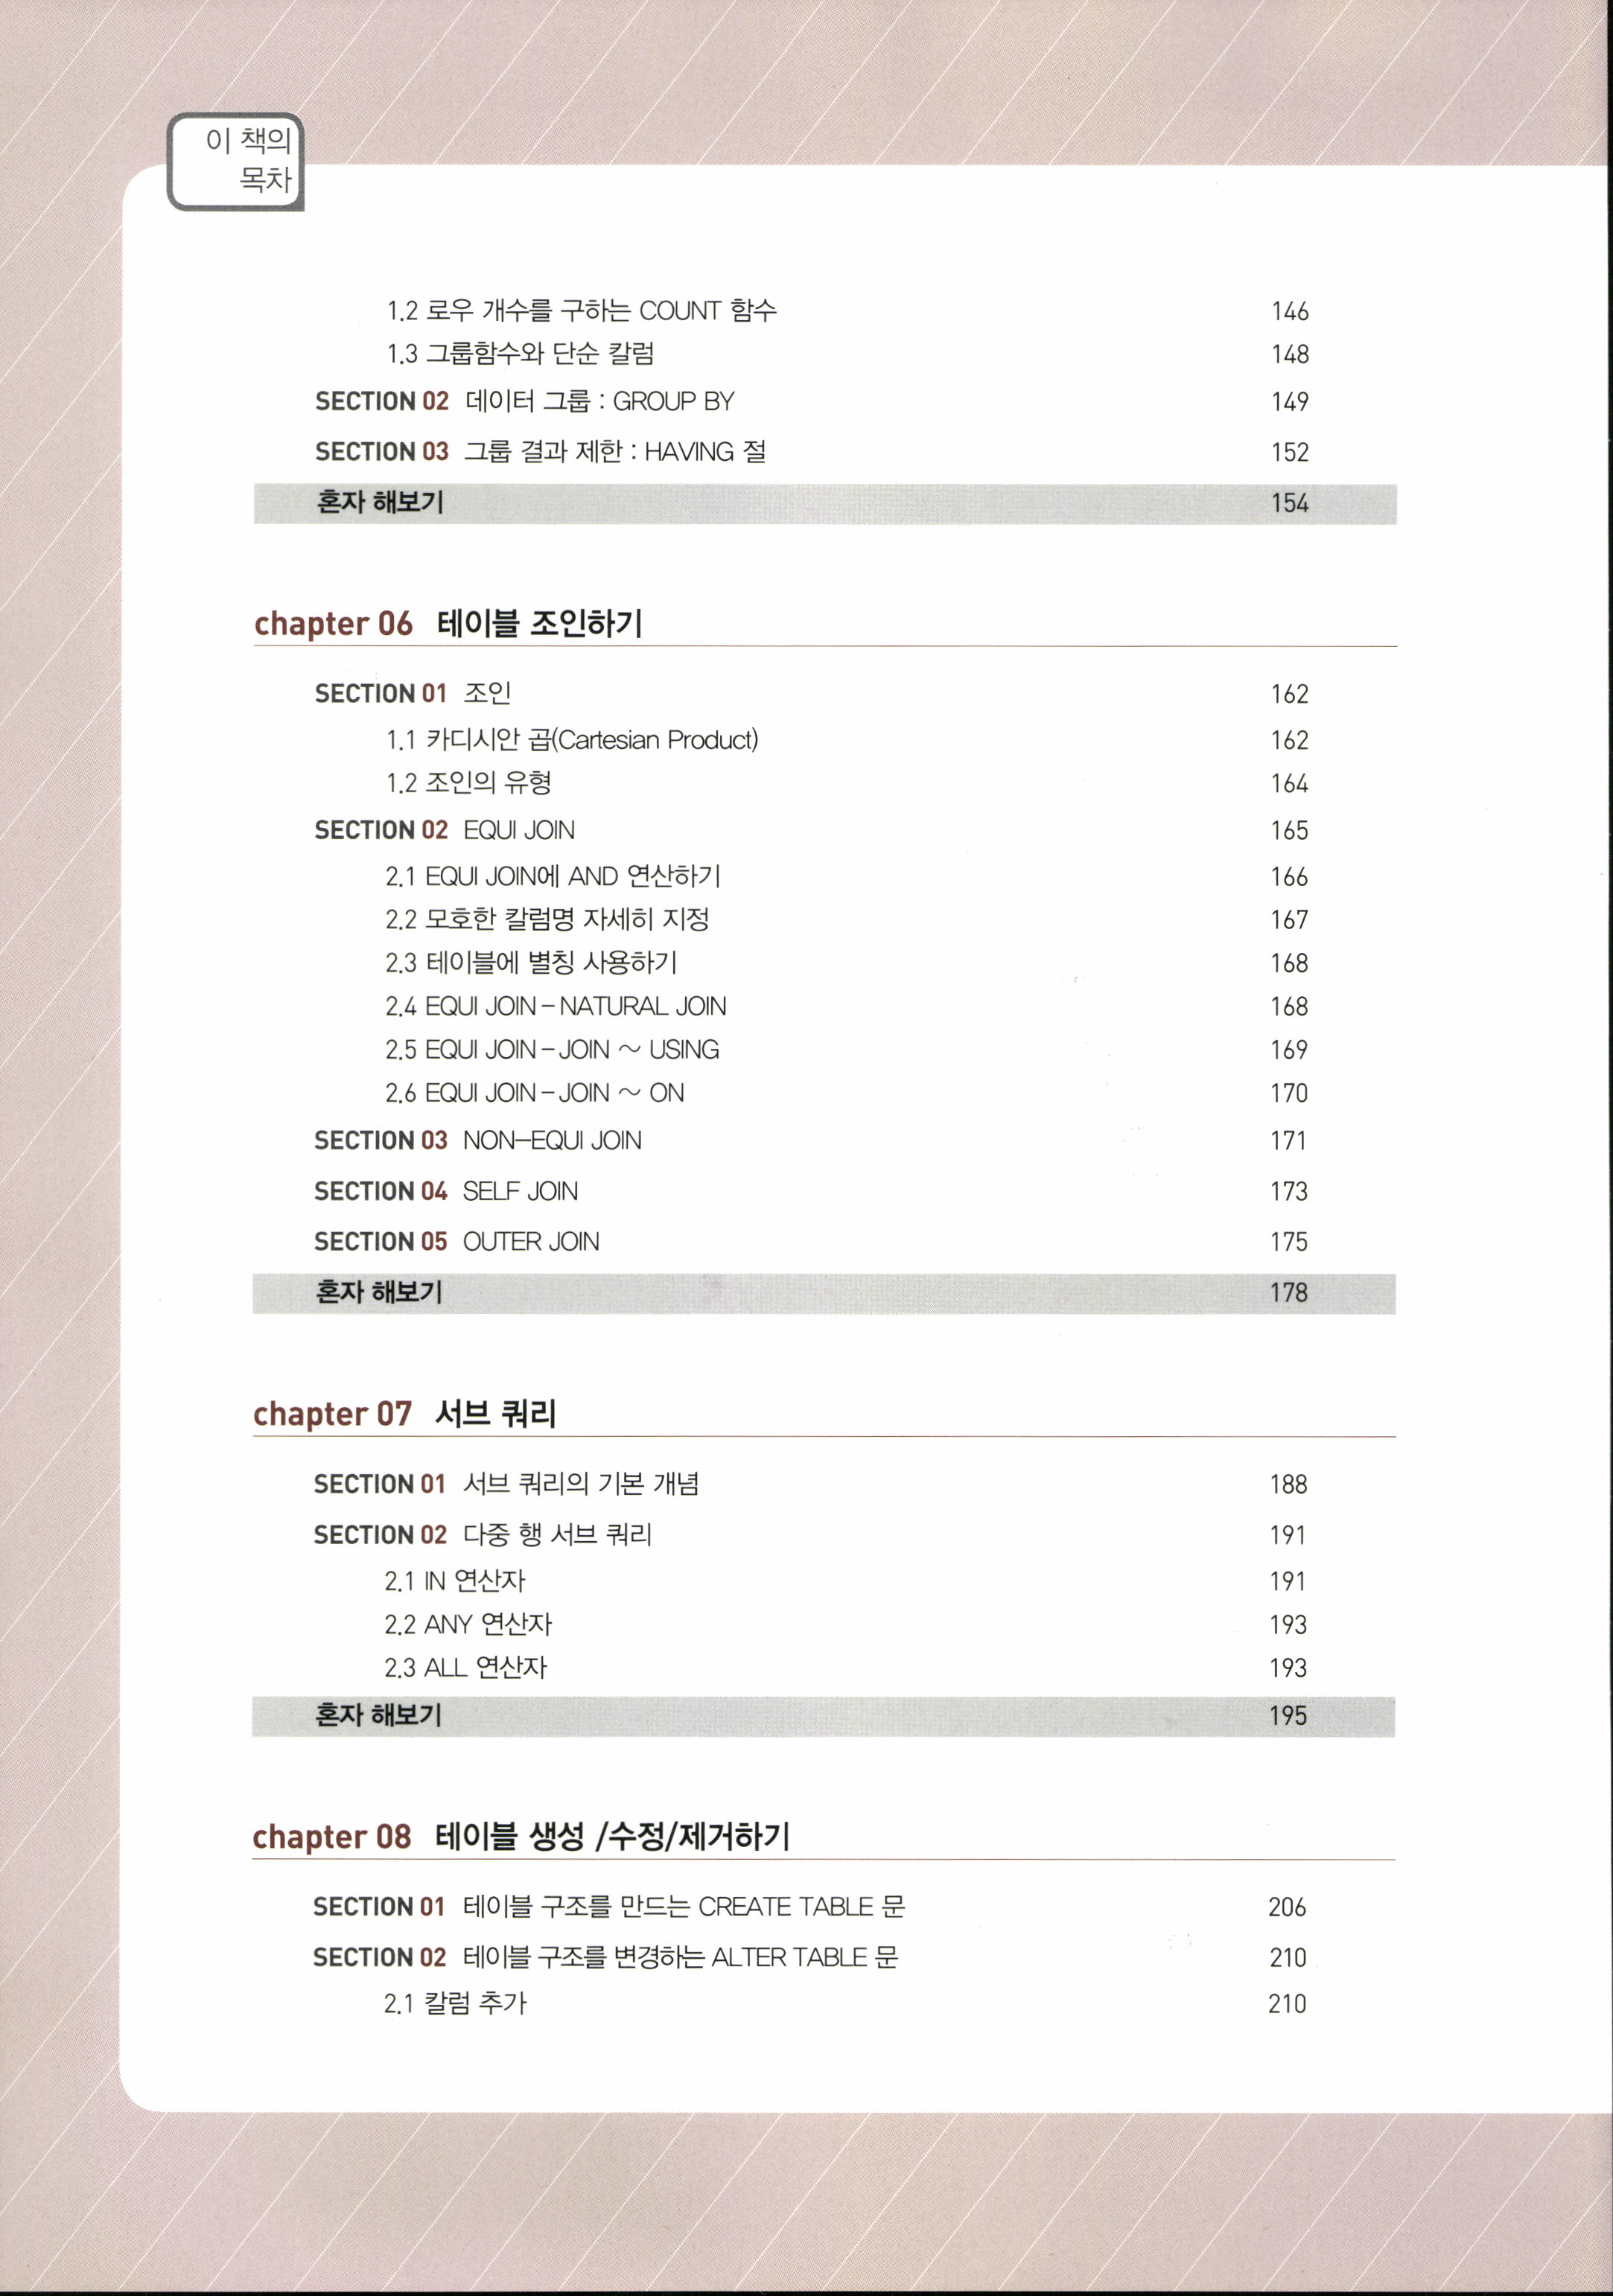 이 책의
목차
1.2 로우 개수를 구하는 COUNT 함수 146
1.3 그룹함수와 단순 칼럼 148
SECTION 02 데이터 그룹 : GROUP BY 149
SECTION 03 그룹 결과 제한 : HAVING 절 152
혼자 해보기 154
chapter 06 테이블 조인하기
SECTION 01 조인 162
1.1 카디시안 곱(Cartesian Product) 162
1.2 조인의 유형 164
SECTION 02 EQUI JOIN 165
2.1 EQUI JOIN에 AND 연산하기 166
2.2 모호한 칼럼명 자세히 지정 167
2.3 테이블에 별칭 사용하기 168
2.4 EQUI JOIN – NATURAL JOIN 168
2.5 EQUI JOIN – JOIN ~ USING 169
2.6 EQUI JOIN – JOIN ~ ON 170
SECTION 03 NON–EQUI JOIN 171
SECTION 04 SELF JOIN 173
SECTION 05 OUTER JOIN 175
혼자 해보기 178
chapter 07 서브 쿼리
SECTION 01 서브 쿼리의 기본 개념 188
SECTION 02 다중 행 서브 쿼리 191
2.1 IN 연산자 191
2.2 ANY 연산자 193
2.3 ALL 연산자 193
혼자 해보기 195
chapter 08 테이블 생성 /수정/제거하기
SECTION 01 테이블 구조를 만드는 CREATE TABLE 문 206
SECTION 02 테이블 구조를 변경하는 ALTER TABLE 문 210
2.1 칼럼 추가 210